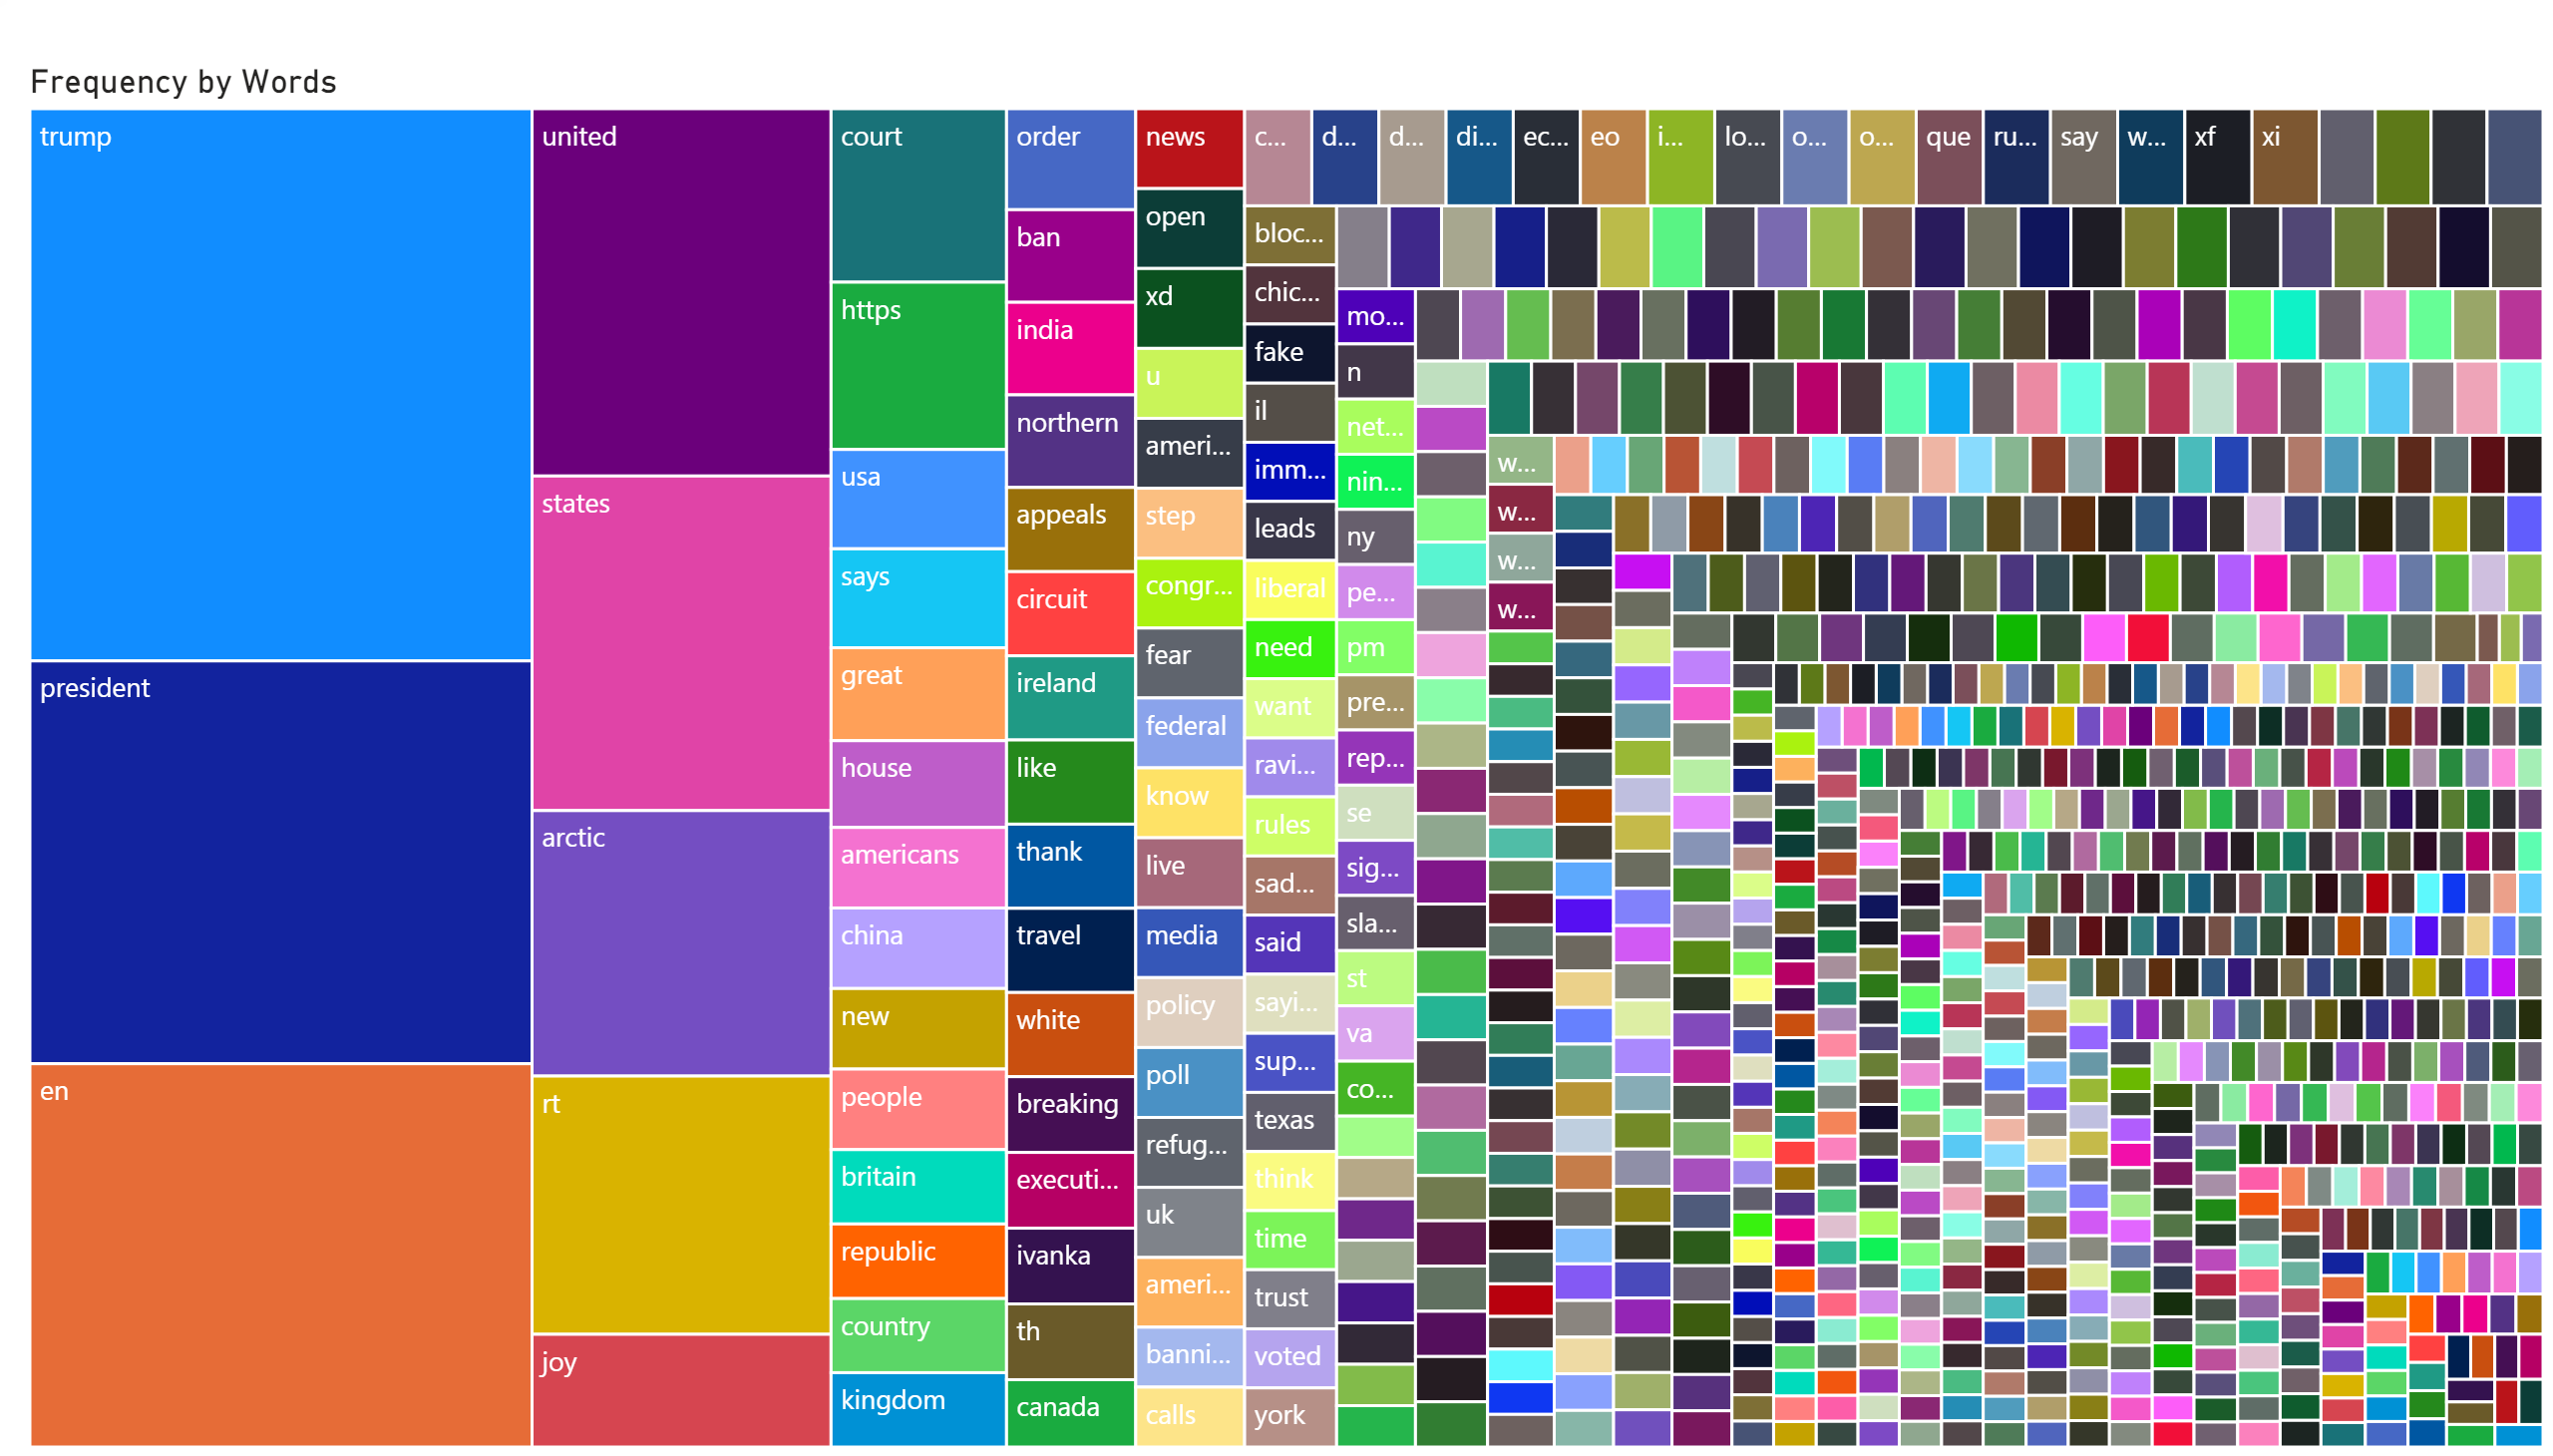 Frequency by Words
trump
president
en
united
states
arctic
rt
joy
court
https
usa
says
great
house
americans
china
new
people
britain
republic
country
kingdom
order
ban
india
northern
appeals
circuit
ireland
like
thank
travel
white
breaking
executi...
ivanka
th
canada
news
open
xd
u
ameri...
step
congr...
fear
federal
know
live
media
policy
poll
refug...
uk
ameri...
banni...
calls
c...
d...
d...
di...
ec...
eo
i...
lo...
o...
o...
que
ru...
say
w...
xf
xi
bloc...
chic...
fake
il
imm...
leads
liberal
need
want
ravi...
rules
sad...
said
sayi...
sup...
texas
think
time
trust
voted
york
mo...
n
net...
nin...
ny
pe...
pm
pre...
rep...
se
sig...
sla...
st
va
co...
w...
w...
w...
w...